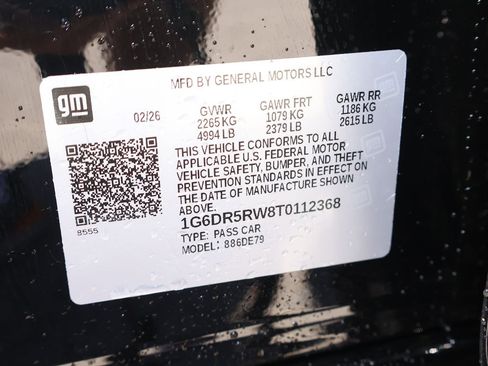 MFD BY GENERAL MOTORS LLC
gm
02/26
GVWR GAWR FRT GAWR RR
2265 KG 1079 KG 1186 KG
4994 LB 2379 LB 2615 LB
THIS VEHICLE CONFORMS TO ALL
APPLICABLE U.S. FEDERAL MOTOR
VEHICLE SAFETY, BUMPER, AND THEFT
PREVENTION STANDARDS IN EFFECT ON
THE DATE OF MANUFACTURE SHOWN
ABOVE.
8555
1G6DR5RW8T0112368
TYPE: PASS CAR
MODEL: 886DE79